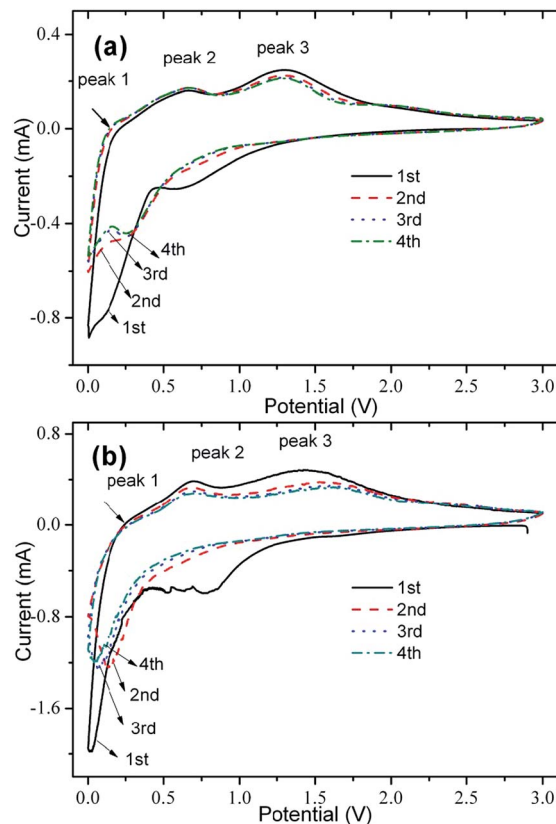 (a)
0.4
peak 2
peak 3
peak 1
0.0
Current (mA)
-0.4
-0.8
1st
2nd
3rd
4th
4th
3rd
2nd
1st
0.0 0.5 1.0 1.5 2.0 2.5 3.0
Potential (V)
(b)
0.8
peak 3
peak 2
peak 1
0.0
Current (mA)
-0.8
-1.6
1st
2nd
3rd
4th
4th
2nd
3rd
1st
0.0 0.5 1.0 1.5 2.0 2.5 3.0
Potential (V)